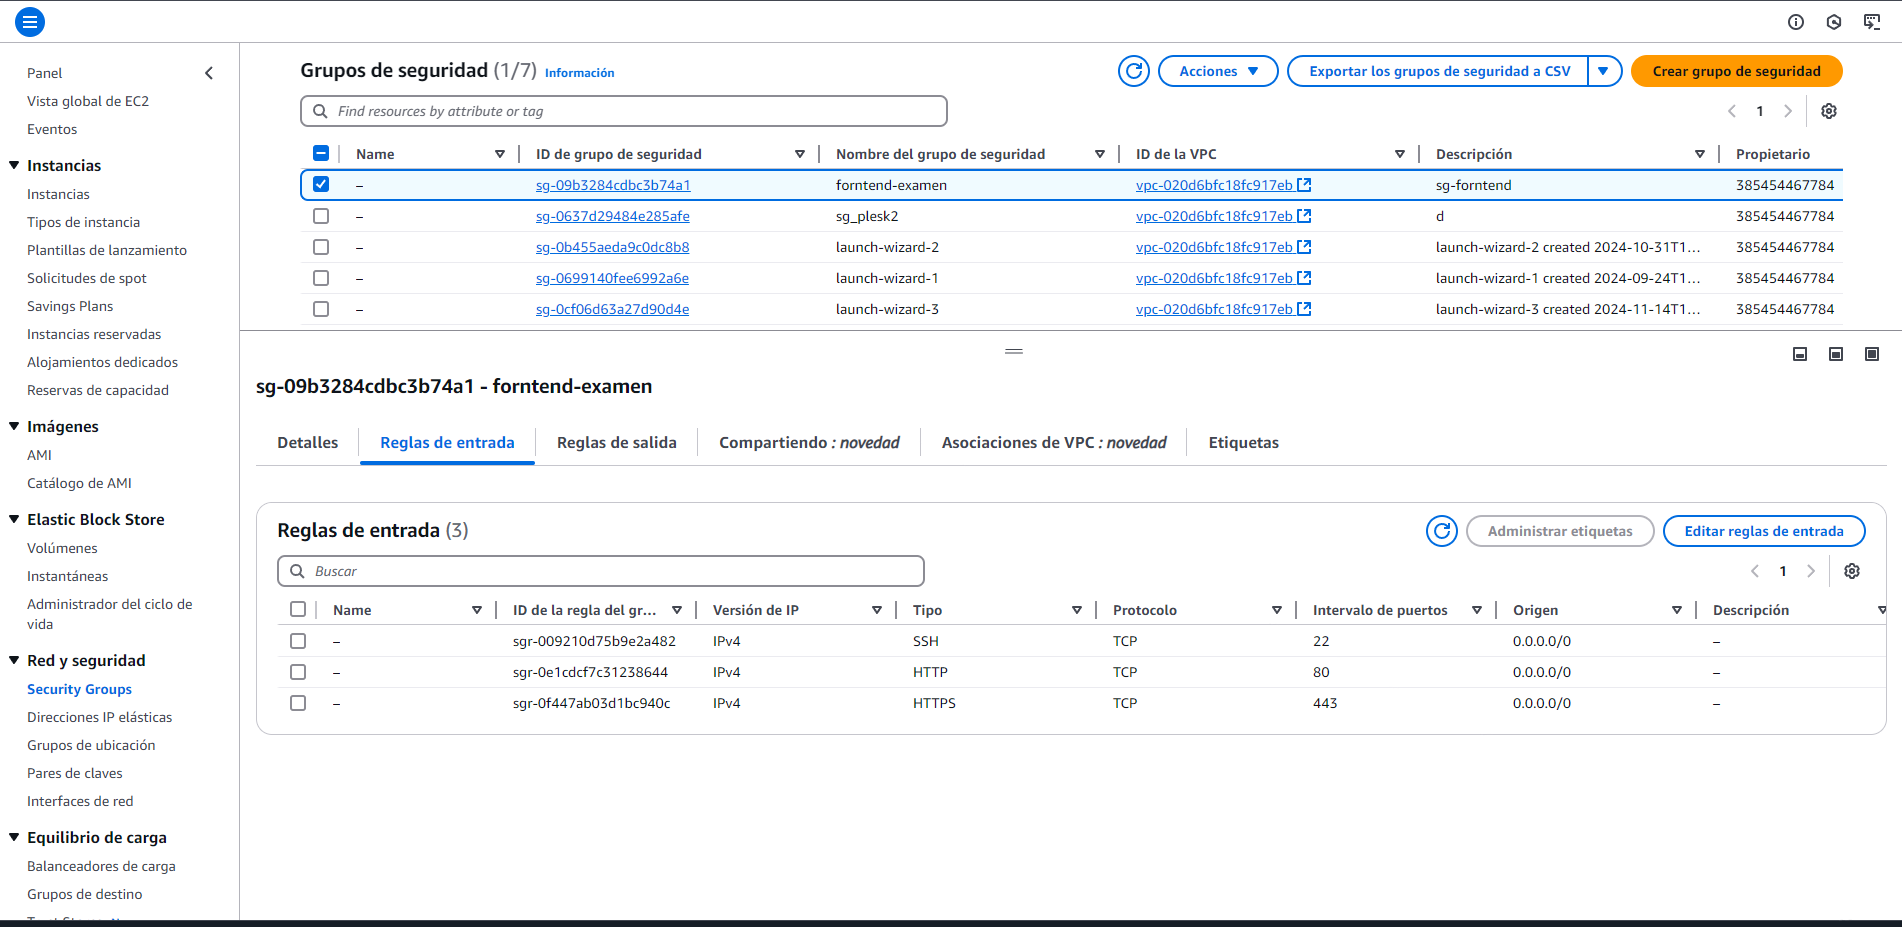 Panel
Vista global de EC2
Eventos
Instancias
Instancias
Tipos de instancia
Plantillas de lanzamiento
Solicitudes de spot
Savings Plans
Instancias reservadas
Alojamientos dedicados
Reservas de capacidad
Imágenes
AMI
Catálogo de AMI
Elastic Block Store
Volúmenes
Instantáneas
Administrador del ciclo de
vida
Red y seguridad
Security Groups
Direcciones IP elásticas
Grupos de ubicación
Pares de claves
Interfaces de red
Equilibrio de carga
Balanceadores de carga
Grupos de destino
Grupos de seguridad (1/7) Información
Acciones Exportar los grupos de seguridad a CSV Crear grupo de seguridad
Find resources by attribute or tag
1
Name ID de grupo de seguridad Nombre del grupo de seguridad ID de la VPC Descripción Propietario
– sg-09b3284cdbc3b74a1 forntend-examen vpc-020d6bfc18fc917eb sg-forntend 385454467784
– sg-0637d29484e285afe sg_plesk2 vpc-020d6bfc18fc917eb d 385454467784
– sg-0b455aeda9c0dc8b8 launch-wizard-2 vpc-020d6bfc18fc917eb launch-wizard-2 created 2024-10-31T1... 385454467784
– sg-0699140fee6992a6e launch-wizard-1 vpc-020d6bfc18fc917eb launch-wizard-1 created 2024-09-24T1... 385454467784
– sg-0cf06d63a27d90d4e launch-wizard-3 vpc-020d6bfc18fc917eb launch-wizard-3 created 2024-11-14T1... 385454467784
sg-09b3284cdbc3b74a1 - forntend-examen
Detalles Reglas de entrada Reglas de salida Compartiendo : novedad Asociaciones de VPC : novedad Etiquetas
Reglas de entrada (3)
Administrar etiquetas Editar reglas de entrada
Buscar
1
Name ID de la regla del gr... Versión de IP Tipo Protocolo Intervalo de puertos Origen Descripción
– sgr-009210d75b9e2a482 IPv4 SSH TCP 22 0.0.0.0/0 –
– sgr-0e1cdcf7c31238644 IPv4 HTTP TCP 80 0.0.0.0/0 –
– sgr-0f447ab03d1bc940c IPv4 HTTPS TCP 443 0.0.0.0/0 –